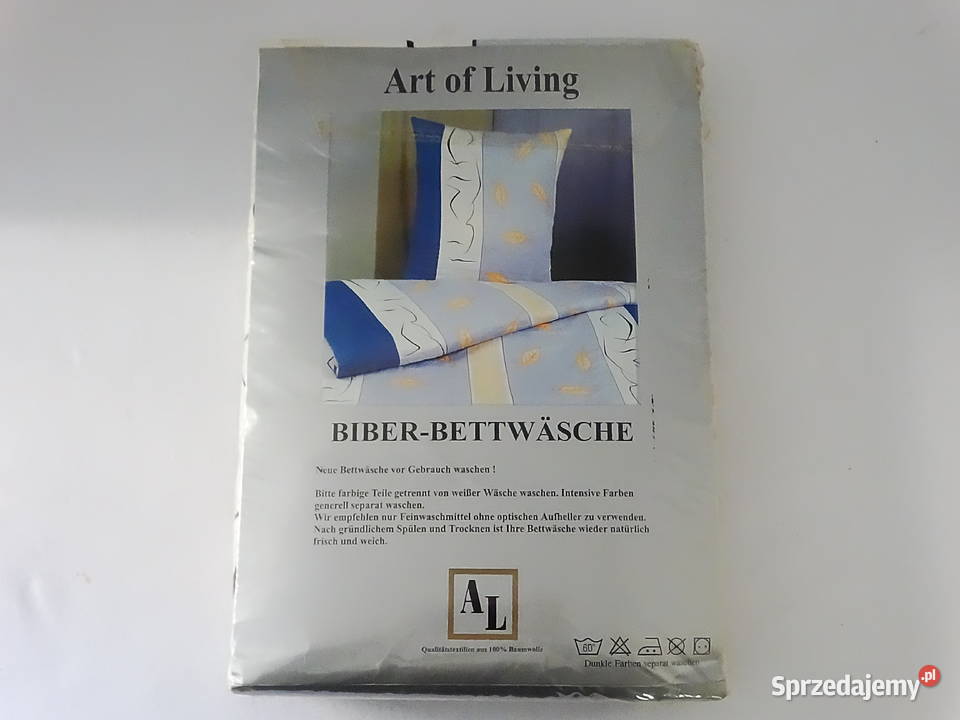 Art of Living
BIBER-BETTWÄSCHE
Neue Bettwäsche vor Gebrauch waschen !
Bitte farbige Teile getrennt von weißer Wäsche waschen. Intensive Farben
generell separat waschen.
Wir empfehlen nur Feinwaschmittel ohne optischen Aufheller zu verwenden.
Nach gründlichem Spülen und Trocknen ist Ihre Bettwäsche wieder natürlich
frisch und weich.
AL
Qualitätstextilien aus 100% Baumwolle
60
Dunkle Farben separat waschen
Sprzedajemy.pl